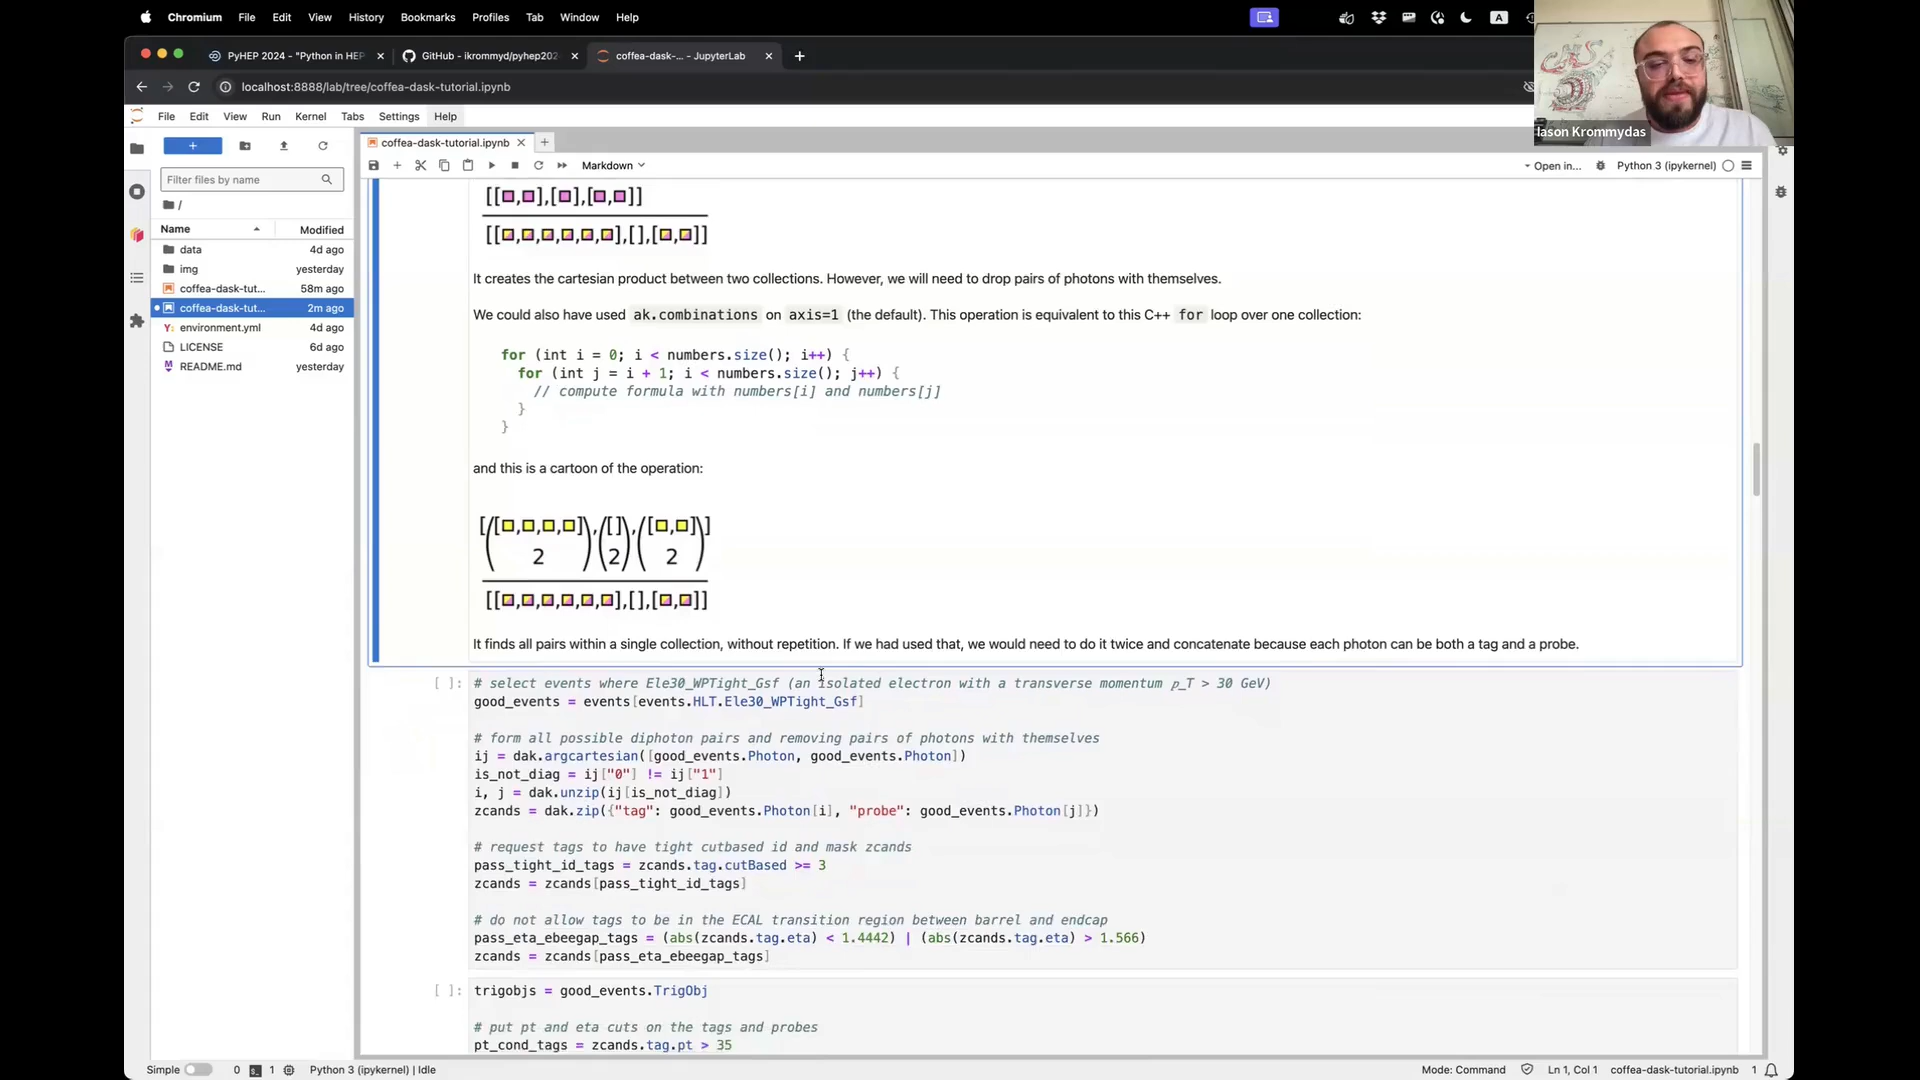 Chromium File Edit View History Bookmarks Profiles Tab Window Help A
PyHEP 2024 - "Python in HEP
GitHub - ikrommyd/pyhep202
coffea-dask-... - JupyterLab
localhost:8888/lab/tree/coffea-dask-tutorial.ipynb
Iason Krommydas
File Edit View Run Kernel Tabs Settings Help
coffea-dask-tutorial.ipynb
Markdown
Open in...
Python 3 (ipykernel)
Filter files by name
/
Name Modified
data 4d ago
img yesterday
coffea-dask-tut... 58m ago
coffea-dask-tut... 2m ago
environment.yml 4d ago
LICENSE 6d ago
README.md yesterday
It creates the cartesian product between two collections. However, we will need to drop pairs of photons with themselves.
We could also have used ak.combinations on axis=1 (the default). This operation is equivalent to this C++ for loop over one collection:
for (int i = 0; i < numbers.size(); i++) {
for (int j = i + 1; i < numbers.size(); j++) {
// compute formula with numbers[i] and numbers[j]
}
}
and this is a cartoon of the operation:
2 2 2
It finds all pairs within a single collection, without repetition. If we had used that, we would need to do it twice and concatenate because each photon can be both a tag and a probe.
[ ]:
# select events where Ele30_WPTight_Gsf (an isolated electron with a transverse momentum p_T > 30 GeV)
good_events = events[events.HLT.Ele30_WPTight_Gsf]
# form all possible diphoton pairs and removing pairs of photons with themselves
ij = dak.argcartesian([good_events.Photon, good_events.Photon])
is_not_diag = ij["0"] != ij["1"]
i, j = dak.unzip(ij[is_not_diag])
zcands = dak.zip({"tag": good_events.Photon[i], "probe": good_events.Photon[j]})
# request tags to have tight cutbased id and mask zcands
pass_tight_id_tags = zcands.tag.cutBased >= 3
zcands = zcands[pass_tight_id_tags]
# do not allow tags to be in the ECAL transition region between barrel and endcap
pass_eta_ebeegap_tags = (abs(zcands.tag.eta) < 1.4442) | (abs(zcands.tag.eta) > 1.566)
zcands = zcands[pass_eta_ebeegap_tags]
[ ]:
trigobjs = good_events.TrigObj
# put pt and eta cuts on the tags and probes
pt_cond_tags = zcands.tag.pt > 35
Simple 0 1 Python 3 (ipykernel) | Idle
Mode: Command Ln 1, Col 1 coffea-dask-tutorial.ipynb 1